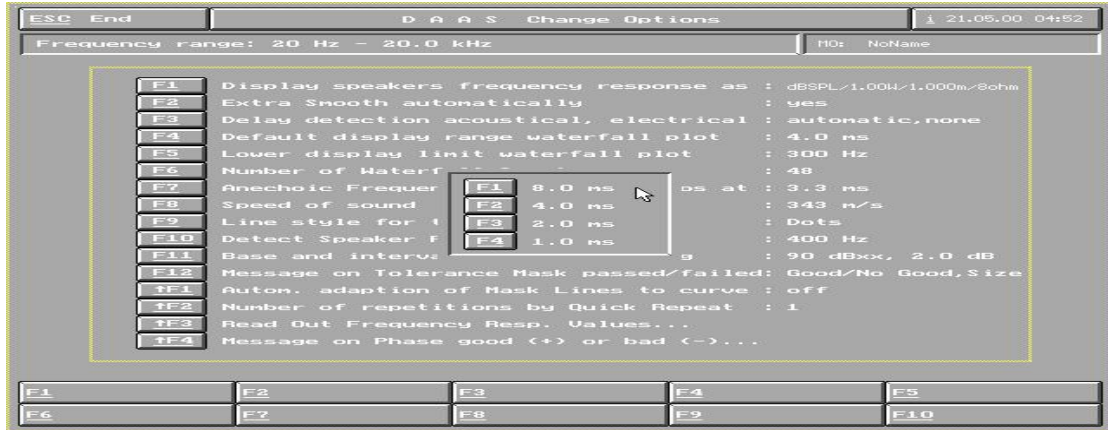 ESC End
D A A S Change Options
i 21.05.00 04:52
Frequency range: 20 Hz - 20.0 kHz
MO: NoName
F1 Display speakers frequency response as : dBSPL/1.00W/1.000m/8ohm
F2 Extra Smooth automatically : yes
F3 Delay detection acoustical, electrical : automatic,none
F4 Default display range waterfall plot : 4.0 ms
F5 Lower display limit waterfall plot : 300 Hz
F6 Number of Waterf : 48
F7 Anechoic Frequer os at : 3.3 ms
F8 Speed of sound : 343 m/s
F9 Line style for : Dots
F10 Detect Speaker : 400 Hz
F11 Base and interva g : 90 dBxx, 2.0 dB
F12 Message on Tolerance Mask passed/failed: Good/No Good,Size
↑F1 Autom. adaption of Mask Lines to curve : off
↑F2 Number of repetitions by Quick Repeat : 1
↑F3 Read Out Frequency Resp. Values...
↑F4 Message on Phase good (+) or bad (-)...
F1 8.0 ms
F2 4.0 ms
F3 2.0 ms
F4 1.0 ms
F1 F2 F3 F4 F5
F6 F7 F8 F9 F10